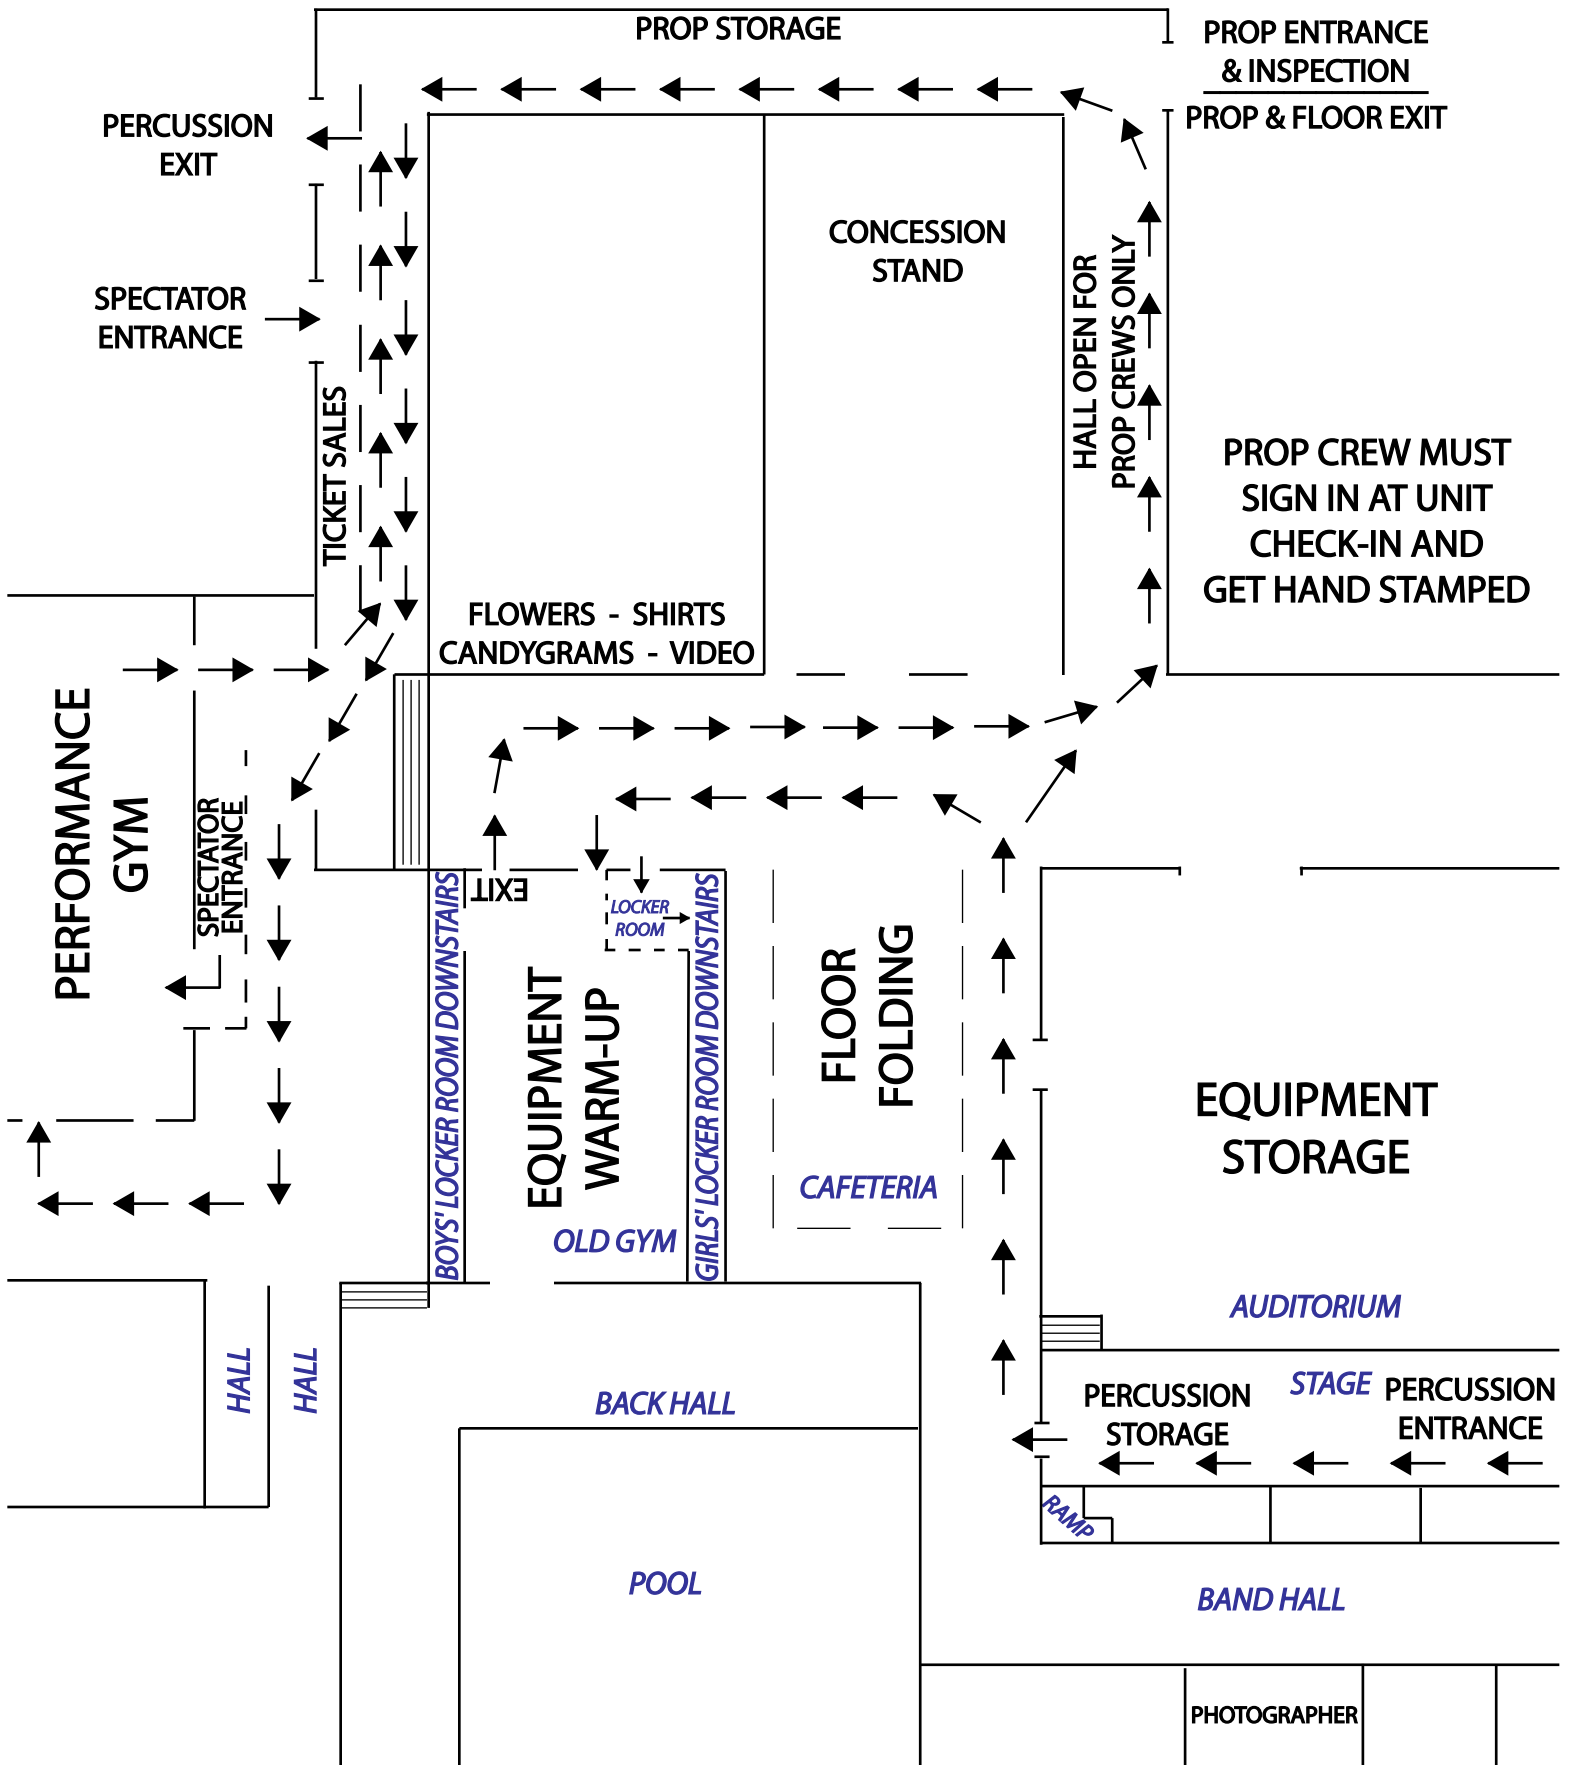 PROP STORAGE
PROP ENTRANCE
& INSPECTION
PROP & FLOOR EXIT
PERCUSSION
EXIT
CONCESSION
STAND
SPECTATOR
ENTRANCE
HALL OPEN FOR
PROP CREWS ONLY
TICKET SALES
PROP CREW MUST
SIGN IN AT UNIT
CHECK-IN AND
GET HAND STAMPED
FLOWERS - SHIRTS
CANDYGRAMS - VIDEO
PERFORMANCE
GYM
SPECTATOR
ENTRANCE
EXIT
BOYS' LOCKER ROOM DOWNSTAIRS
LOCKER
ROOM
GIRLS' LOCKER ROOM DOWNSTAIRS
EQUIPMENT
WARM-UP
OLD GYM
FLOOR
FOLDING
CAFETERIA
EQUIPMENT
STORAGE
AUDITORIUM
HALL
HALL
BACK HALL
STAGE
PERCUSSION
STORAGE
PERCUSSION
ENTRANCE
RAMP
POOL
BAND HALL
PHOTOGRAPHER